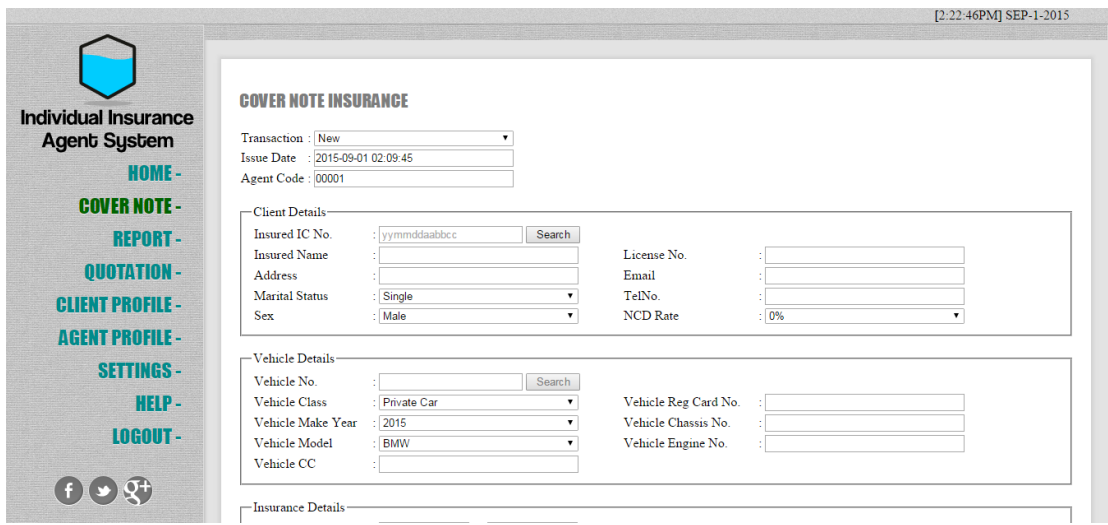 [2:22:46PM] SEP-1-2015
Individual Insurance
Agent System
HOME -
COVER NOTE -
REPORT -
QUOTATION -
CLIENT PROFILE -
AGENT PROFILE -
SETTINGS -
HELP -
LOGOUT -
f g+
COVER NOTE INSURANCE
Transaction : New
Issue Date : 2015-09-01 02:09:45
Agent Code : 00001
Client Details
Insured IC No. : yymmddaabbcc Search
Insured Name : License No. :
Address : Email :
Marital Status : Single TelNo. :
Sex : Male NCD Rate : 0%
Vehicle Details
Vehicle No. : Search
Vehicle Class : Private Car Vehicle Reg Card No. :
Vehicle Make Year : 2015 Vehicle Chassis No. :
Vehicle Model : BMW Vehicle Engine No. :
Vehicle CC :
Insurance Details